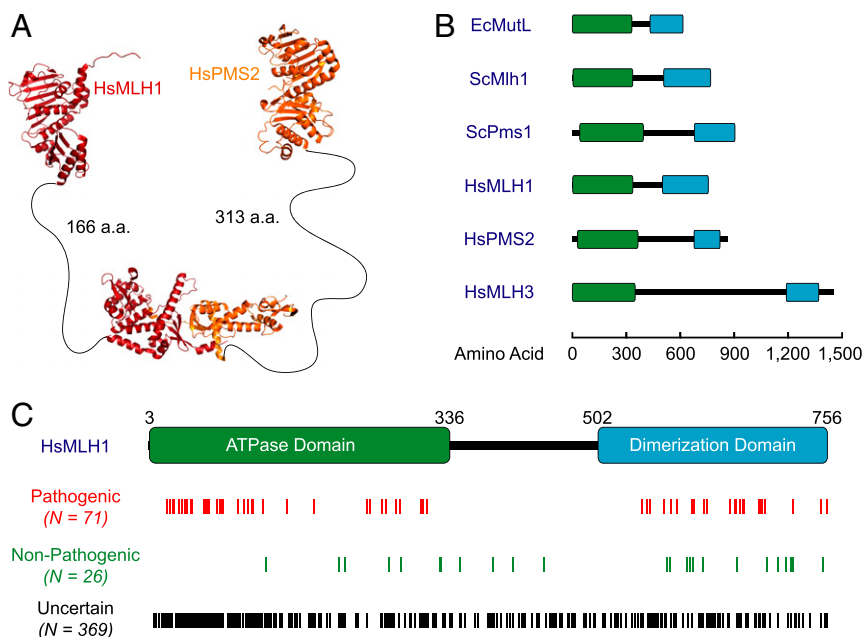 A
HsMLH1
HsPMS2
166 a.a.
313 a.a.
B
EcMutL
ScMlh1
ScPms1
HsMLH1
HsPMS2
HsMLH3
Amino Acid
0 300 600 900 1,200 1,500
C
3 336 502 756
HsMLH1 ATPase Domain Dimerization Domain
Pathogenic
(N = 71)
Non-Pathogenic
(N = 26)
Uncertain
(N = 369)